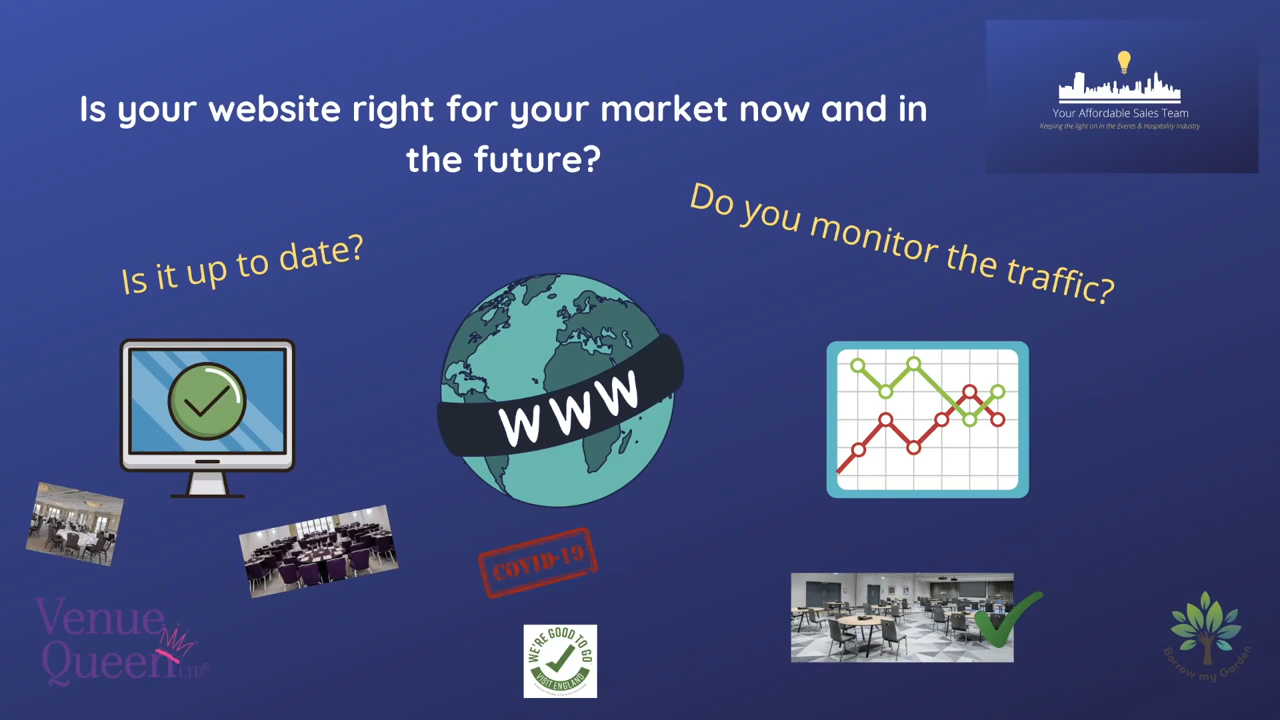 Is your website right for your market now and in
the future?
Your Affordable Sales Team
Keeping the light on in the Events & Hospitality Industry
Is it up to date?
Do you monitor the traffic?
WWW
COVID-19
WE'RE GOOD TO GO
VISIT ENGLAND
Venue
Queen LTD®
Borrow my Garden